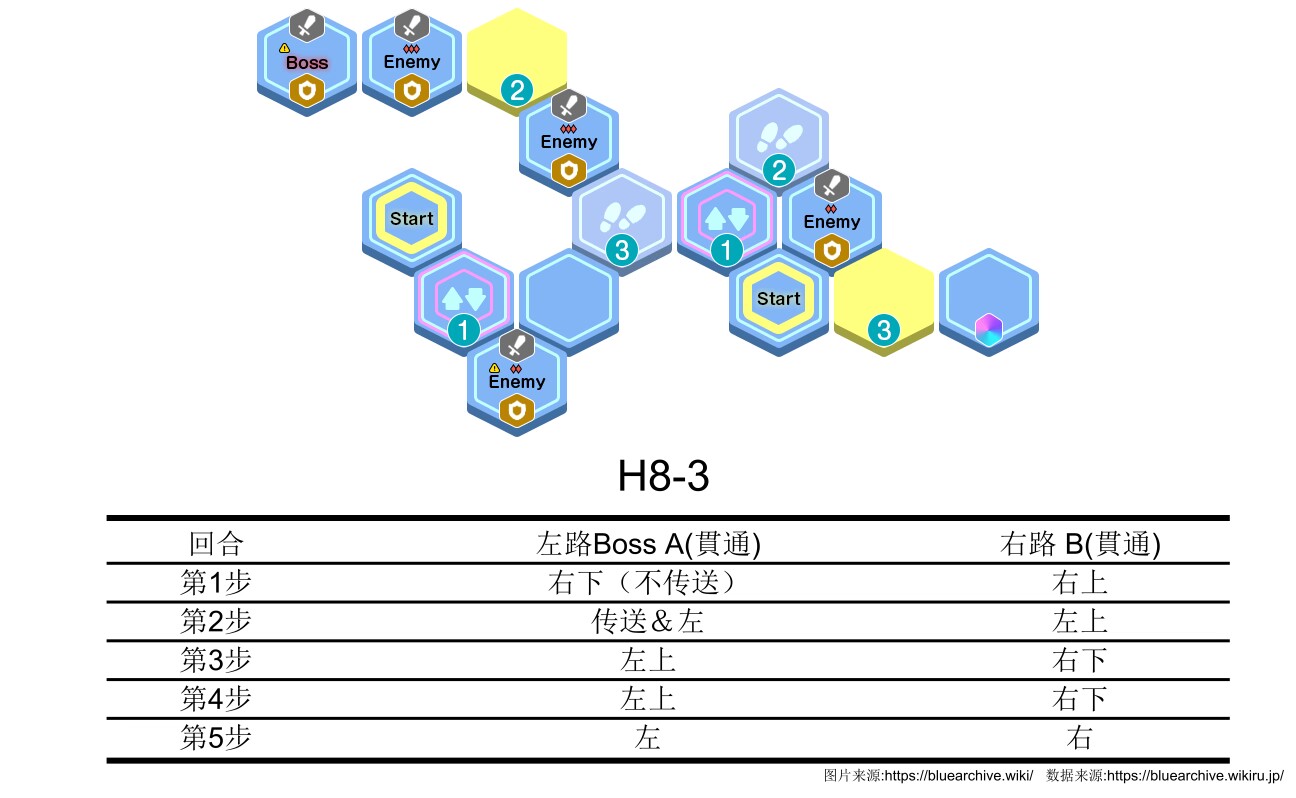 Boss
Enemy
2
Enemy
2
Start
3
1
Enemy
1
Start
3
Enemy
H8-3
回合 左路Boss A(貫通) 右路 B(貫通)
第1步 右下（不传送） 右上
第2步 传送＆左 左上
第3步 左上 右下
第4步 左上 右下
第5步 左 右
图片来源:https://bluearchive.wiki/ 数据来源:https://bluearchive.wikiru.jp/